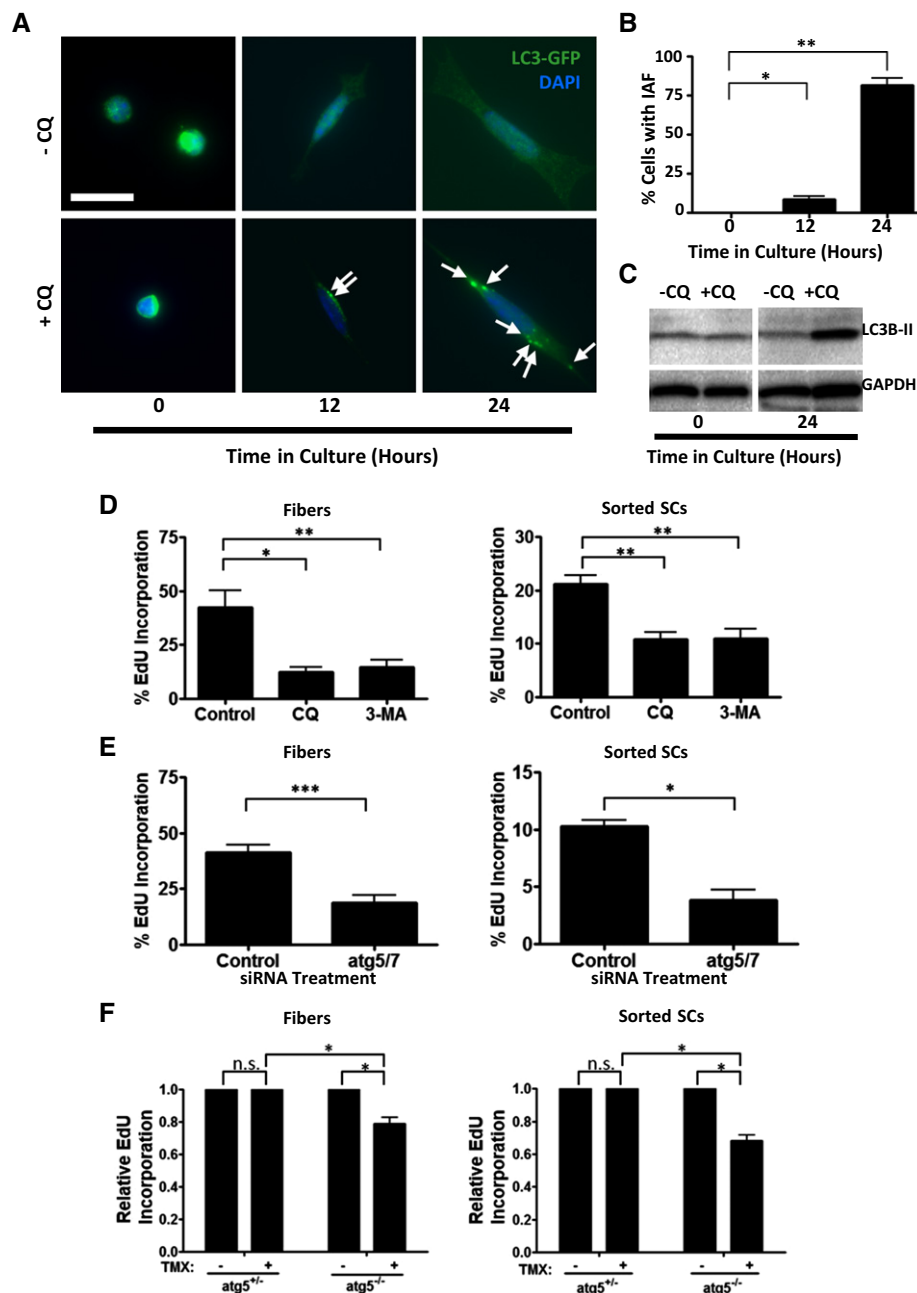 A
LC3-GFP
DAPI
- CQ
+ CQ
0 12 24
Time in Culture (Hours)
B
% Cells with IAF
100
75
50
25
0
* **
0 12 24
Time in Culture (Hours)
C
-CQ +CQ -CQ +CQ
LC3B-II
GAPDH
0 24
Time in Culture (Hours)
D
Fibers
% EdU Incorporation
75
50
25
0
* **
Control CQ 3-MA
Sorted SCs
% EdU Incorporation
30
20
10
0
** **
Control CQ 3-MA
E
Fibers
% EdU Incorporation
75
50
25
0
***
Control atg5/7
siRNA Treatment
Sorted SCs
% EdU Incorporation
15
10
5
0
*
Control atg5/7
siRNA Treatment
F
Fibers
Relative EdU
Incorporation
1.0
0.8
0.6
0.4
0.2
0.0
n.s. * *
TMX: - + - +
atg5+/- atg5-/-
Sorted SCs
Relative EdU
Incorporation
1.0
0.8
0.6
0.4
0.2
0.0
n.s. * *
TMX: - + - +
atg5+/- atg5-/-